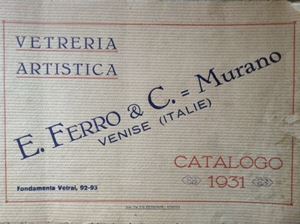 VETRERIA
ARTISTICA
E. FERRO & C. = Murano
VENISE (ITALIE)
CATALOGO
1931
Fondamenta Vetrai, 92-93